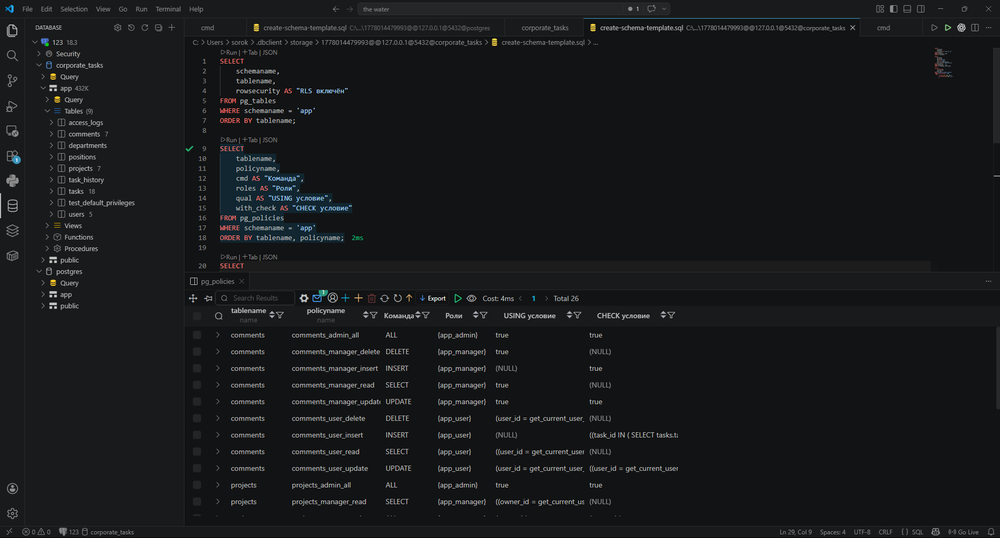 File Edit Selection View Go Run Terminal Help
the water
1
DATABASE
cmd
create-schema-template.sql C:\...\1778014479993@@127.0.0.1@5432@postgres
corporate_tasks
create-schema-template.sql C:\...\1778014479993@@127.0.0.1@5432@corporate_tasks
cmd
C: > Users > sorok > .dbclient > storage > 1778014479993@@127.0.0.1@5432@corporate_tasks > create-schema-template.sql > ...
123 18.3
Security
corporate_tasks
Query
app 432K
Query
Tables (9)
access_logs
comments 7
departments
positions
projects 7
task_history
tasks 18
test_default_privileges
users 5
Views
Functions
Procedures
public
postgres
Query
app
public
1
Run | +Tab | JSON
1 SELECT
2 schemaname,
3 tablename,
4 rowsecurity AS "RLS включён"
5 FROM pg_tables
6 WHERE schemaname = 'app'
7 ORDER BY tablename;
8
Run | +Tab | JSON
9 SELECT
10 tablename,
11 policyname,
12 cmd AS "Команда",
13 roles AS "Роли",
14 qual AS "USING условие",
15 with_check AS "CHECK условие"
16 FROM pg_policies
17 WHERE schemaname = 'app'
18 ORDER BY tablename, policyname; 2ms
19
Run | +Tab | JSON
20 SELECT
pg_policies
Search Results
1
Export
Cost: 4ms < 1 > Total 26
tablename name policyname name Команда Роли USING условие CHECK условие
comments comments_admin_all ALL {app_admin} true true
comments comments_manager_delete DELETE {app_manager} true (NULL)
comments comments_manager_insert INSERT {app_manager} (NULL) true
comments comments_manager_read SELECT {app_manager} true (NULL)
comments comments_manager_update UPDATE {app_manager} true true
comments comments_user_delete DELETE {app_user} (user_id = get_current_user_ (NULL)
comments comments_user_insert INSERT {app_user} (NULL) ((task_id IN ( SELECT tasks.ta
comments comments_user_read SELECT {app_user} ((user_id = get_current_user (NULL)
comments comments_user_update UPDATE {app_user} (user_id = get_current_user_ ((user_id = get_current_user
projects projects_admin_all ALL {app_admin} true true
projects projects_manager_read SELECT {app_manager} ((owner_id = get_current_us (NULL)
0 0 123 corporate_tasks
Ln 29, Col 9 Spaces: 4 UTF-8 CRLF { } SQL Go Live